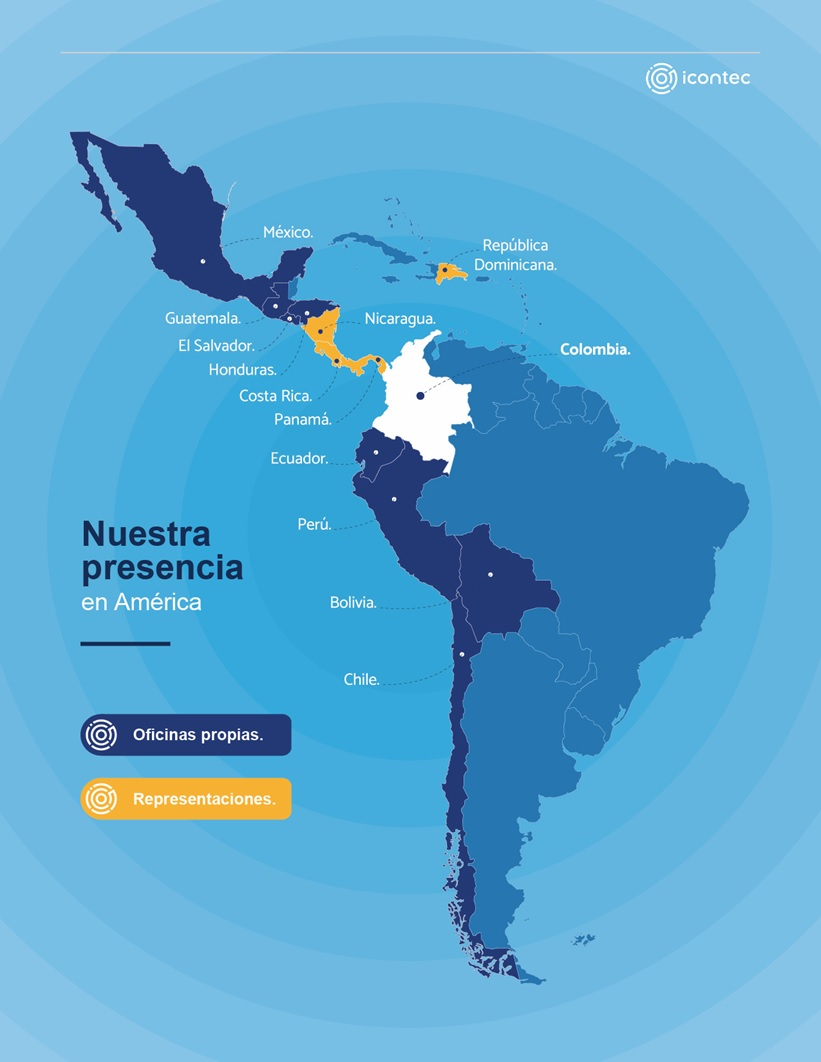 icontec
México.
República
Dominicana.
Guatemala.
Nicaragua.
El Salvador.
Colombia.
Honduras.
Costa Rica.
Panamá.
Ecuador.
Perú.
Nuestra
presencia
en América
Bolivia.
Chile.
Oficinas propias.
Representaciones.